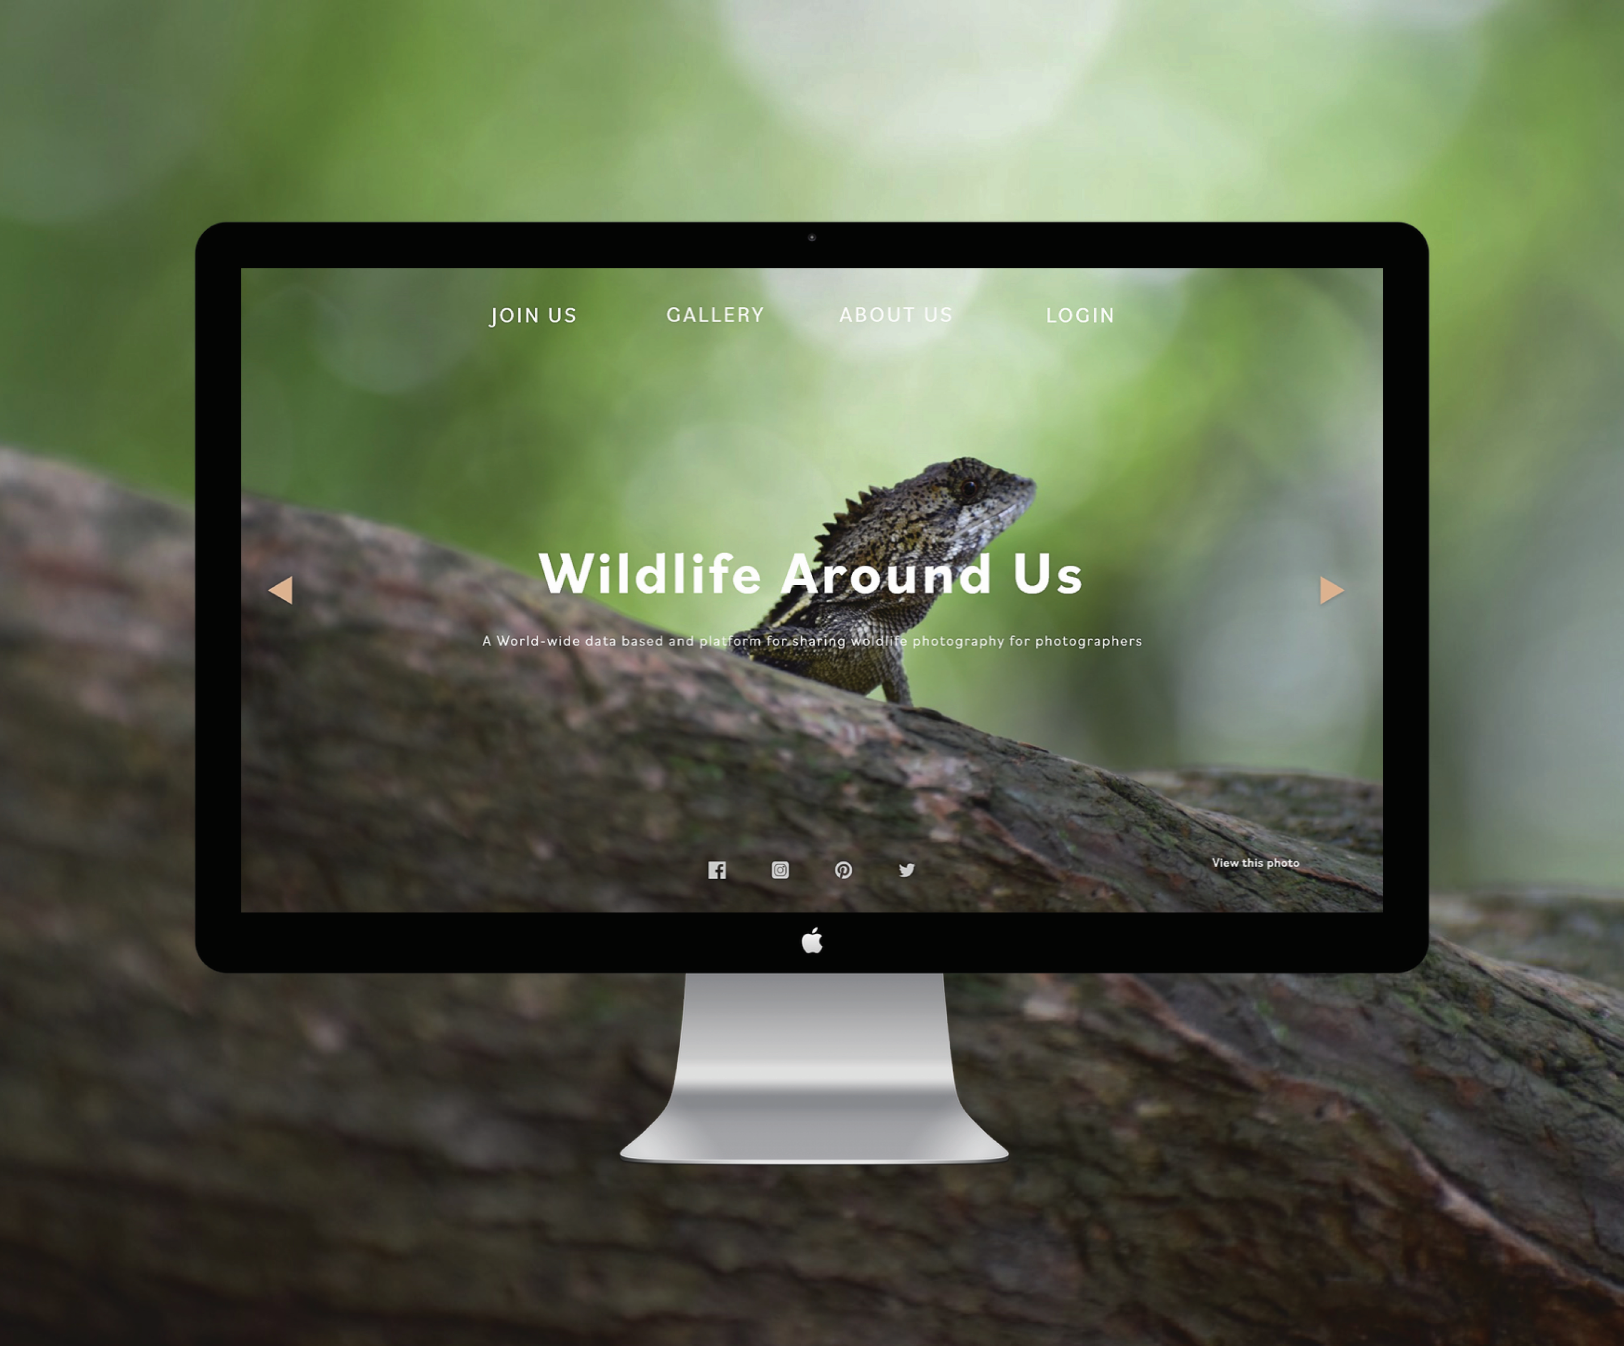 JOIN US GALLERY ABOUT US LOGIN
Wildlife Around Us
A World-wide data based and platform for sharing woldlife photography for photographers
View this photo